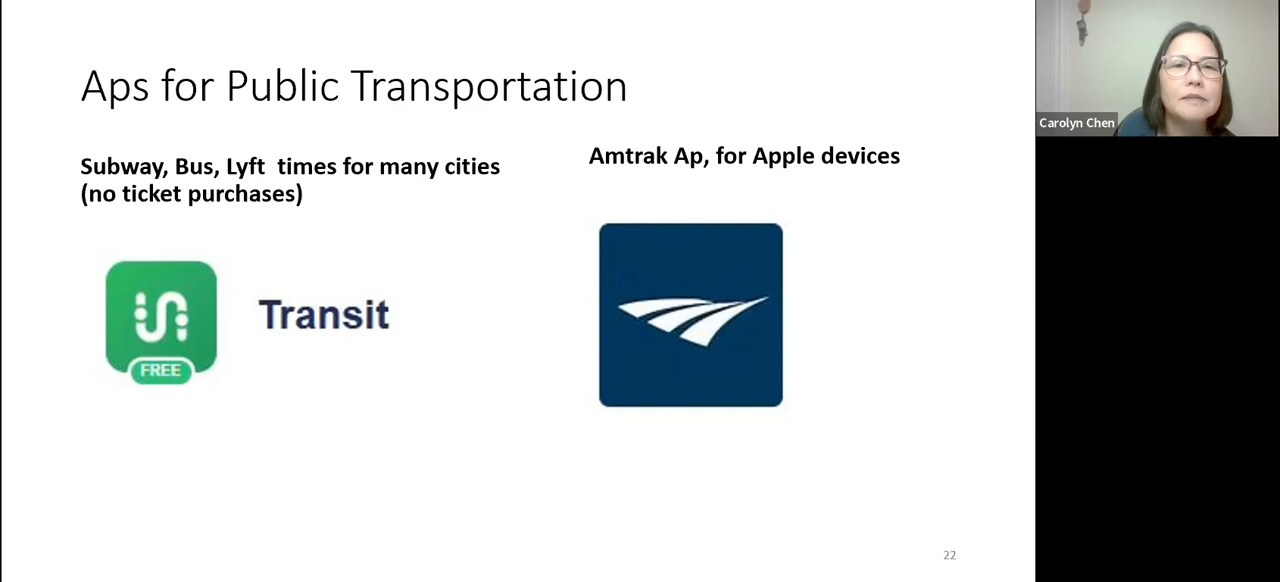 Aps for Public Transportation
Subway, Bus, Lyft  times for many cities
(no ticket purchases)
Amtrak Ap, for Apple devices
Transit
FREE
22
Carolyn Chen